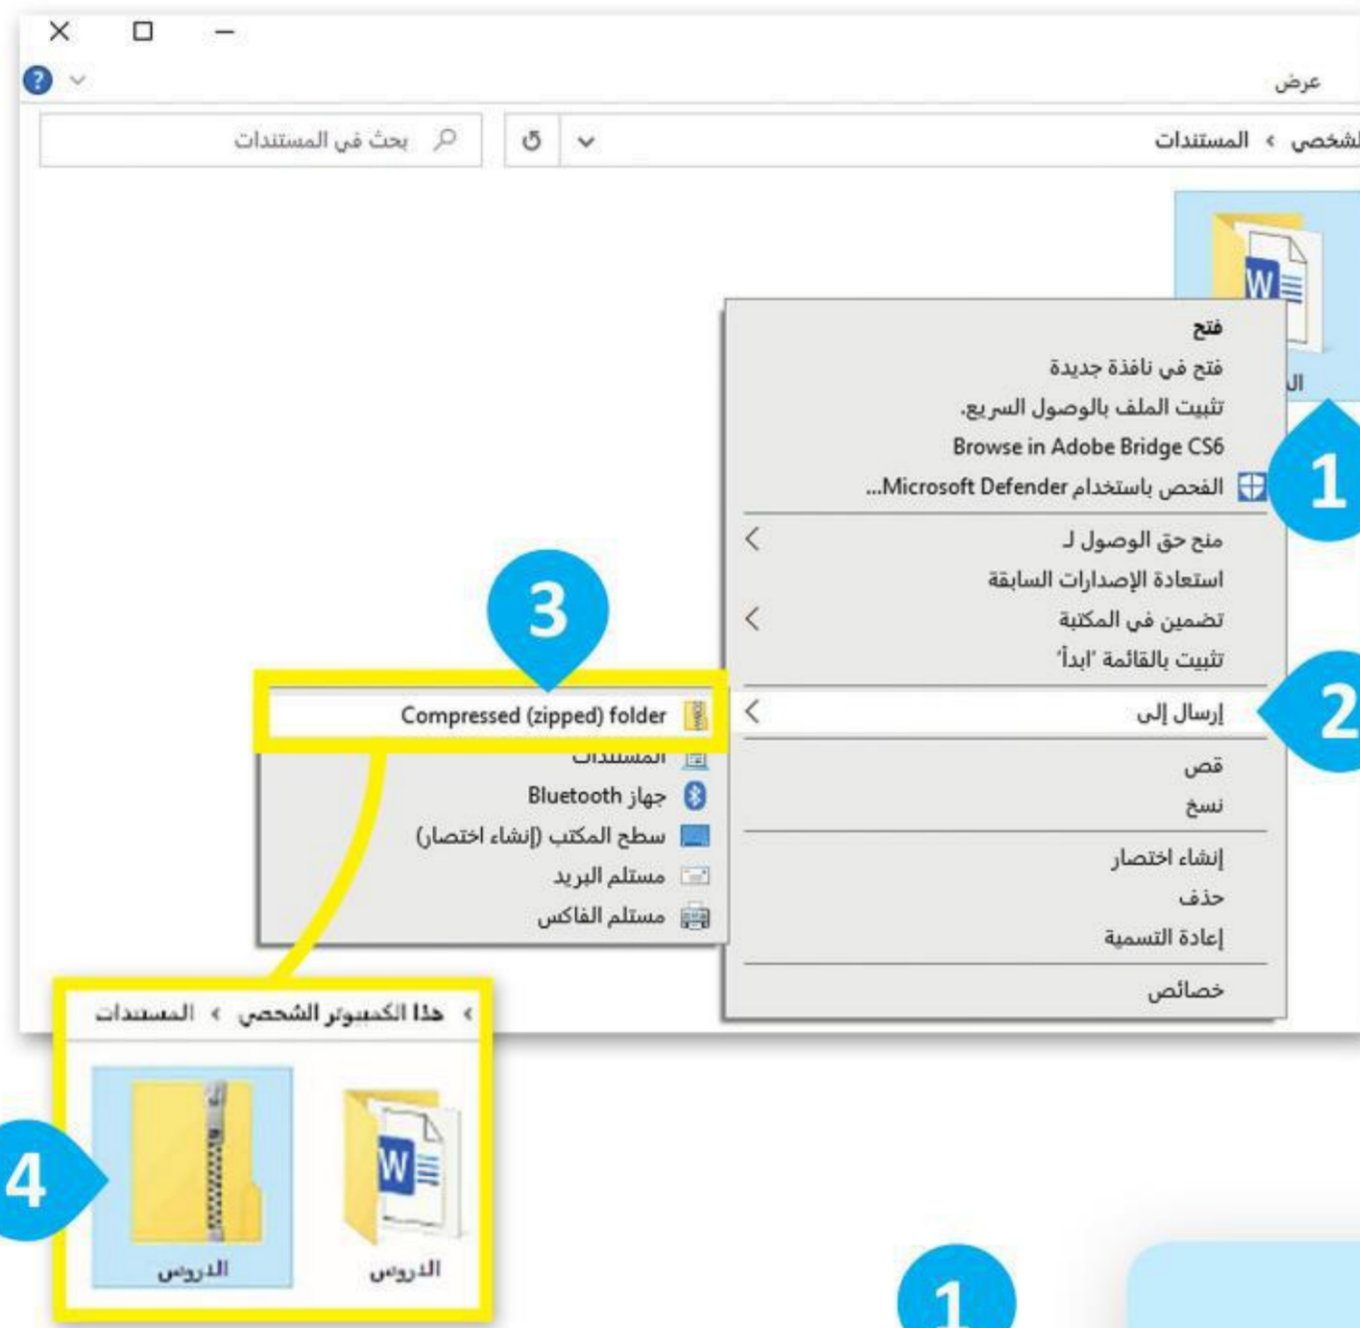 عرض
لشخصي › المستندات
بحث في المستندات
ال
فتح
فتح في نافذة جديدة
تثبيت الملف بالوصول السريع.
Browse in Adobe Bridge CS6
الفحص باستخدام Microsoft Defender...
1
منح حق الوصول لـ
استعادة الإصدارات السابقة
تضمين في المكتبة
تثبيت بالقائمة 'ابدأ'
إرسال إلى
2
قص
نسخ
إنشاء اختصار
حذف
إعادة التسمية
خصائص
3
Compressed (zipped) folder
المستندات
جهاز Bluetooth
سطح المكتب (إنشاء اختصار)
مستلم البريد
مستلم الفاكس
› هذا الكمبيوتر الشخصي › المستندات
W
الدروس
الدروس
4
1